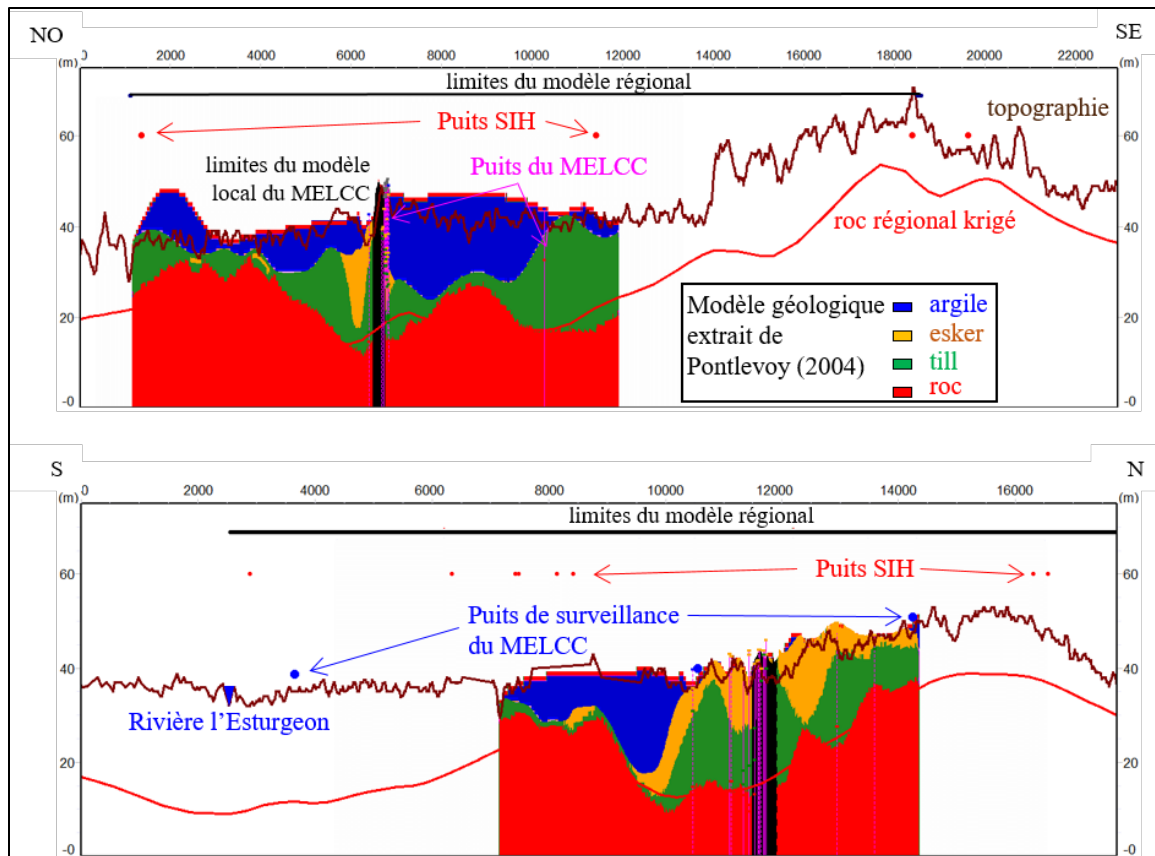 NO
SE
0 2000 4000 6000 8000 10000 12000 14000 16000 18000 20000 22000
(m)
(m)
limites du modèle régional
topographie
Puits SIH
60
60
limites du modèle
local du MELCC
Puits du MELCC
roc régional krigé
40
40
Modèle géologique
extrait de
Pontlevoy (2004)
argile
esker
till
roc
20
20
-0
-0
S
N
0 2000 4000 6000 8000 10000 12000 14000 16000
(m)
(m)
limites du modèle régional
60
60
Puits SIH
Puits de surveillance
du MELCC
40
40
Rivière l’Esturgeon
20
20
-0
-0